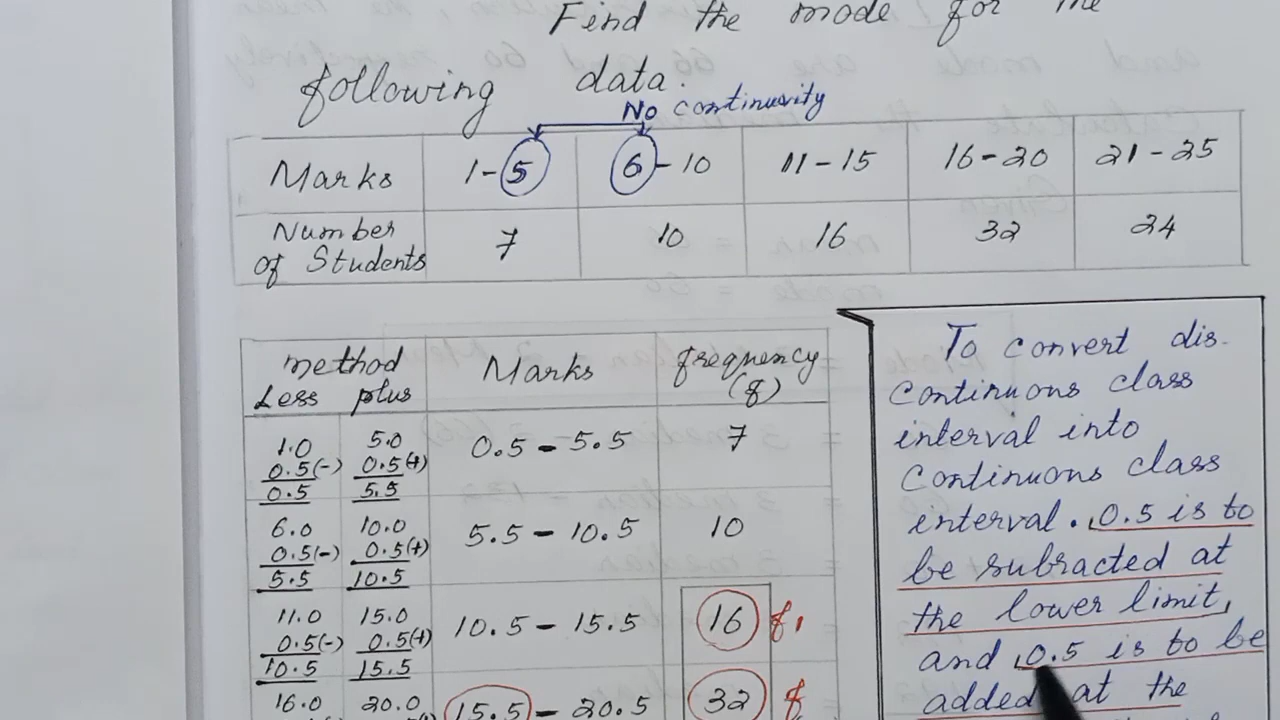 Find the mode for the
following data.
No continuity
Marks 1-5 6-10 11-15 16-20 21-25
Number of Students 7 10 16 32 24
method Marks frequency
Less plus (f)
1.0 5.0 0.5 - 5.5 7
0.5(-) 0.5(+)
0.5 5.5
6.0 10.0 5.5 - 10.5 10
0.5(-) 0.5(+)
5.5 10.5
11.0 15.0 10.5 - 15.5 16 f1
0.5(-) 0.5(+)
10.5 15.5
16.0 20.0 15.5 - 20.5 32 f
To convert dis-
continuous class
interval into
continuous class
interval. 0.5 is to
be subracted at
the lower limit,
and 0.5 is to be
added at the